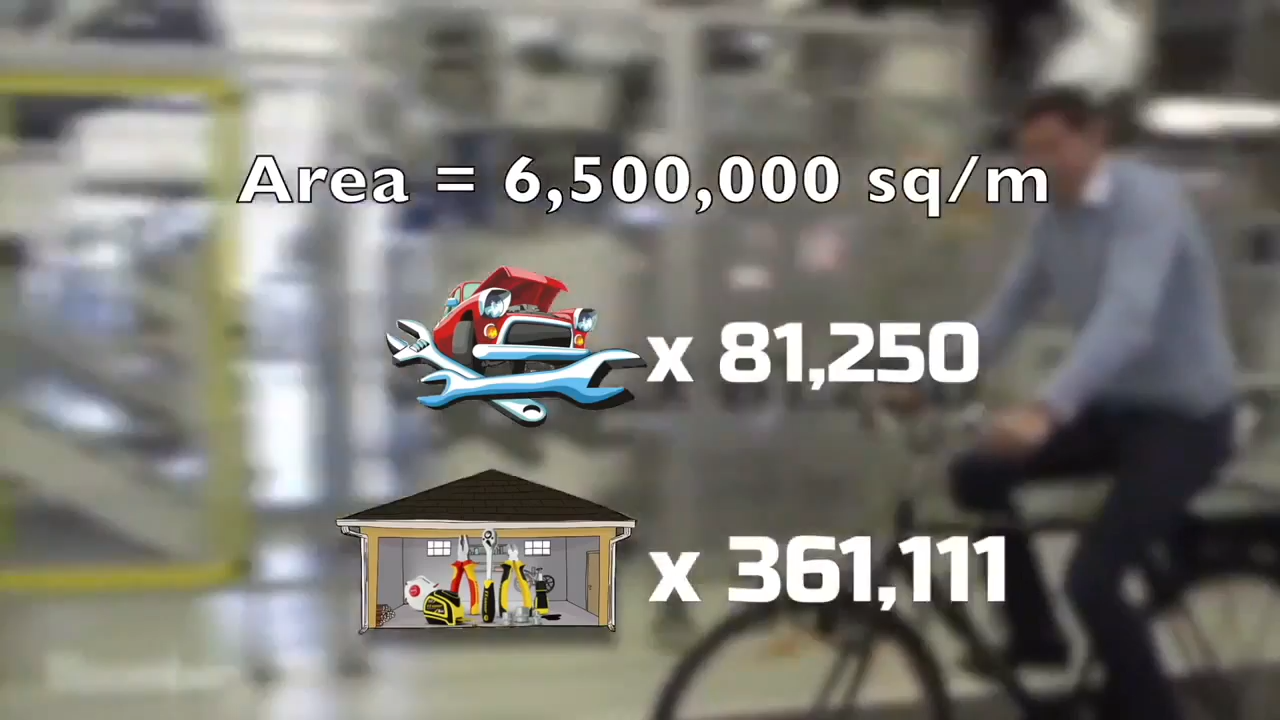 Area = 6,500,000 sq/m
x 81,250
x 361,111